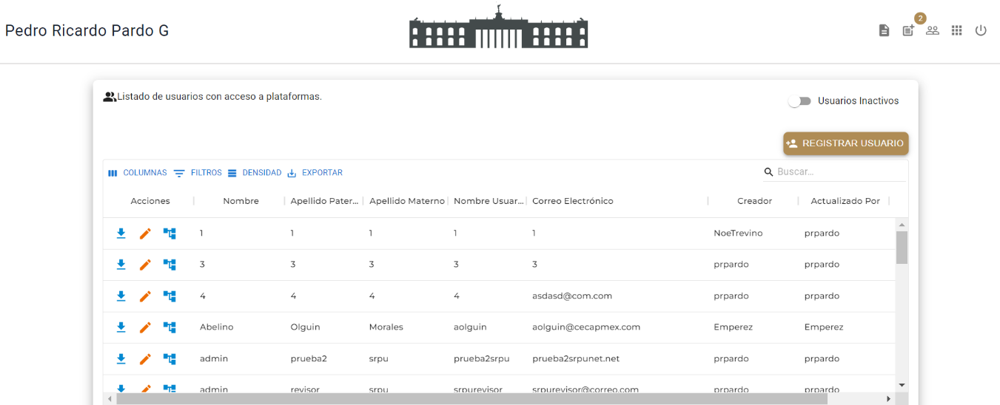 Pedro Ricardo Pardo G
2
Listado de usuarios con acceso a plataformas.
Usuarios Inactivos
REGISTRAR USUARIO
COLUMNAS FILTROS DENSIDAD EXPORTAR Buscar...
Acciones Nombre Apellido Pater... Apellido Materno Nombre Usuar... Correo Electrónico Creador Actualizado Por
1 1 1 1 1 NoeTrevino prpardo
3 3 3 3 3 prpardo prpardo
4 4 4 4 asdasd@com.com prpardo prpardo
Abelino Olguin Morales aolguin aolguin@cecapmex.com Emperez Emperez
admin prueba2 srpu prueba2srpu prueba2srpunet.net prpardo prpardo
admin revisor srpu srpurevisor srpurevisor@correo.com prpardo prpardo